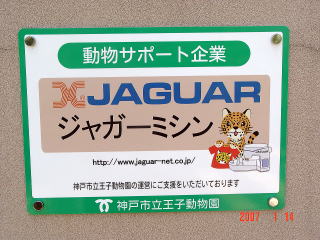 動物サポート企業
JAGUAR
ジャガーミシン
http://www.jaguar-net.co.jp/
神戸市立王子動物園の運営にご支援をいただいております
神戸市立王子動物園
2007 1 14